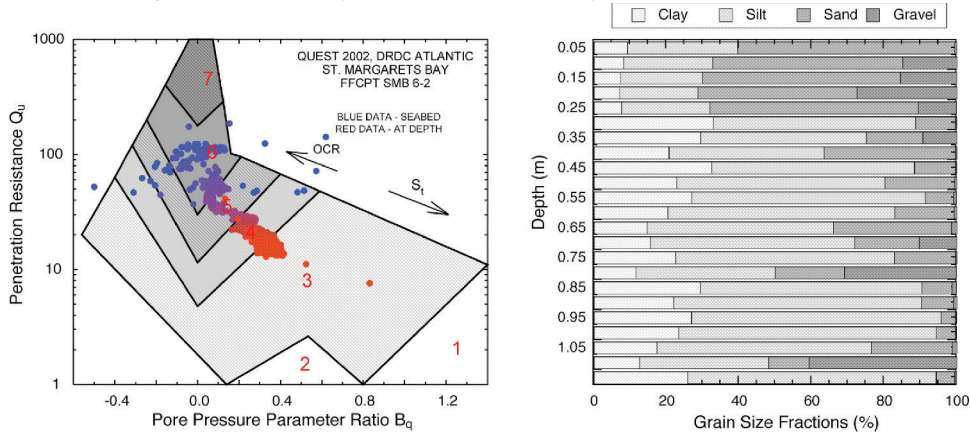 Clay Silt Sand Gravel
QUEST 2002, DRDC ATLANTIC
ST. MARGARETS BAY
FFCPT SMB 6-2
BLUE DATA - SEABED
RED DATA - AT DEPTH
OCR
St
7
6
5
4
3
2
1
Penetration Resistance Qu
1000
100
10
1
-0.4 0.0 0.4 0.8 1.2
Pore Pressure Parameter Ratio Bq
Depth (m)
0.05
0.15
0.25
0.35
0.45
0.55
0.65
0.75
0.85
0.95
1.05
0 20 40 60 80 100
Grain Size Fractions (%)